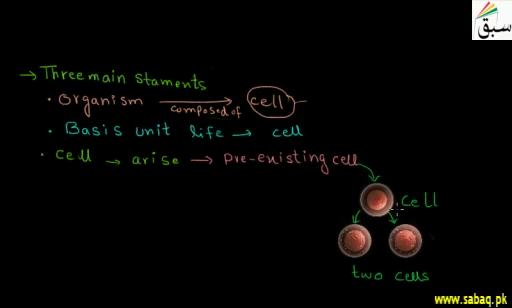 سبق
→ Three main staments
• Organism → composed of cell
• Basis unit life → cell
• cell → arise → pre-existing cell
cell
two cells
www.sabaq.pk